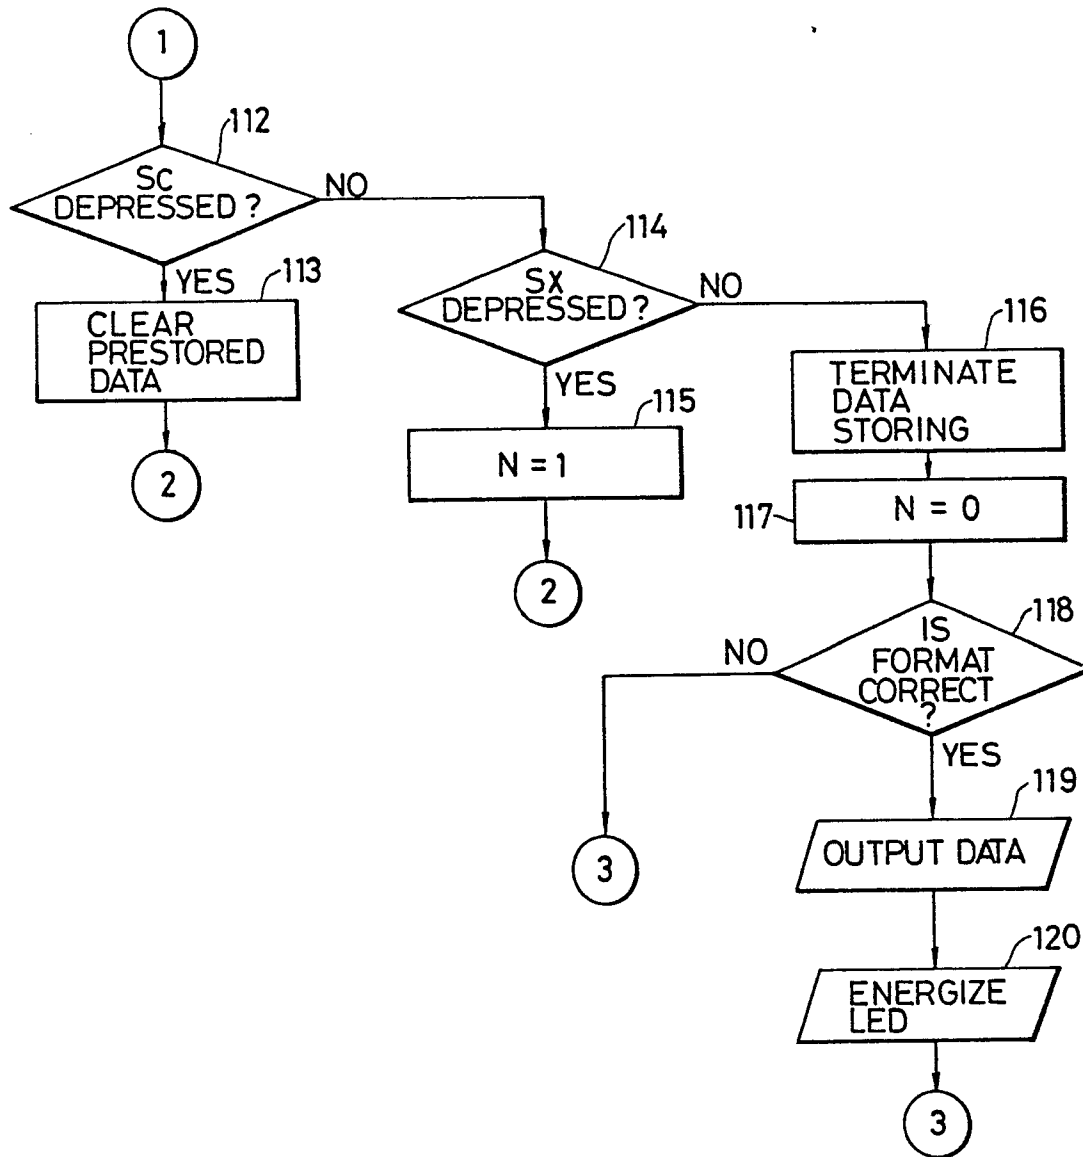 1
112
SC
DEPRESSED ?
NO
YES
113
CLEAR
PRESTORED
DATA
2
114
SX
DEPRESSED ?
NO
YES
115
N = 1
2
116
TERMINATE
DATA
STORING
117
N = 0
118
IS
FORMAT
CORRECT
?
NO
YES
3
119
OUTPUT DATA
120
ENERGIZE
LED
3